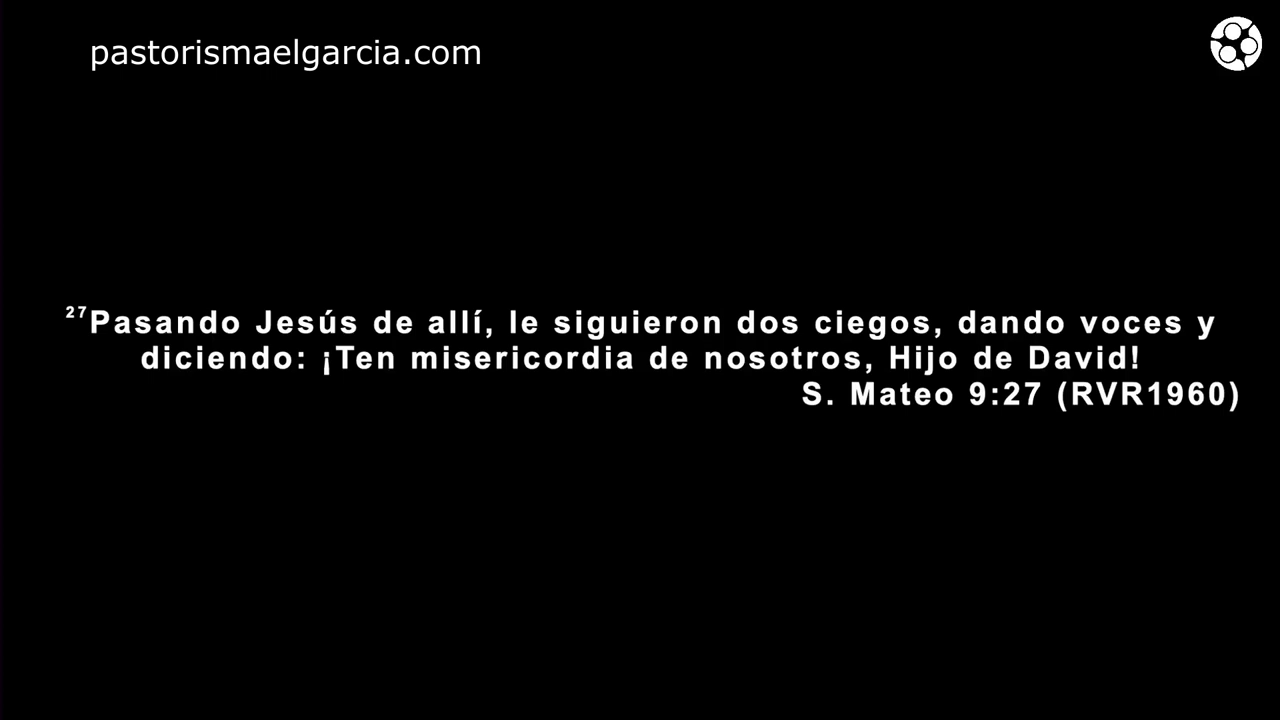 pastorismaelgarcia.com
²⁷Pasando Jesús de allí, le siguieron dos ciegos, dando voces y
diciendo: ¡Ten misericordia de nosotros, Hijo de David!
S. Mateo 9:27 (RVR1960)